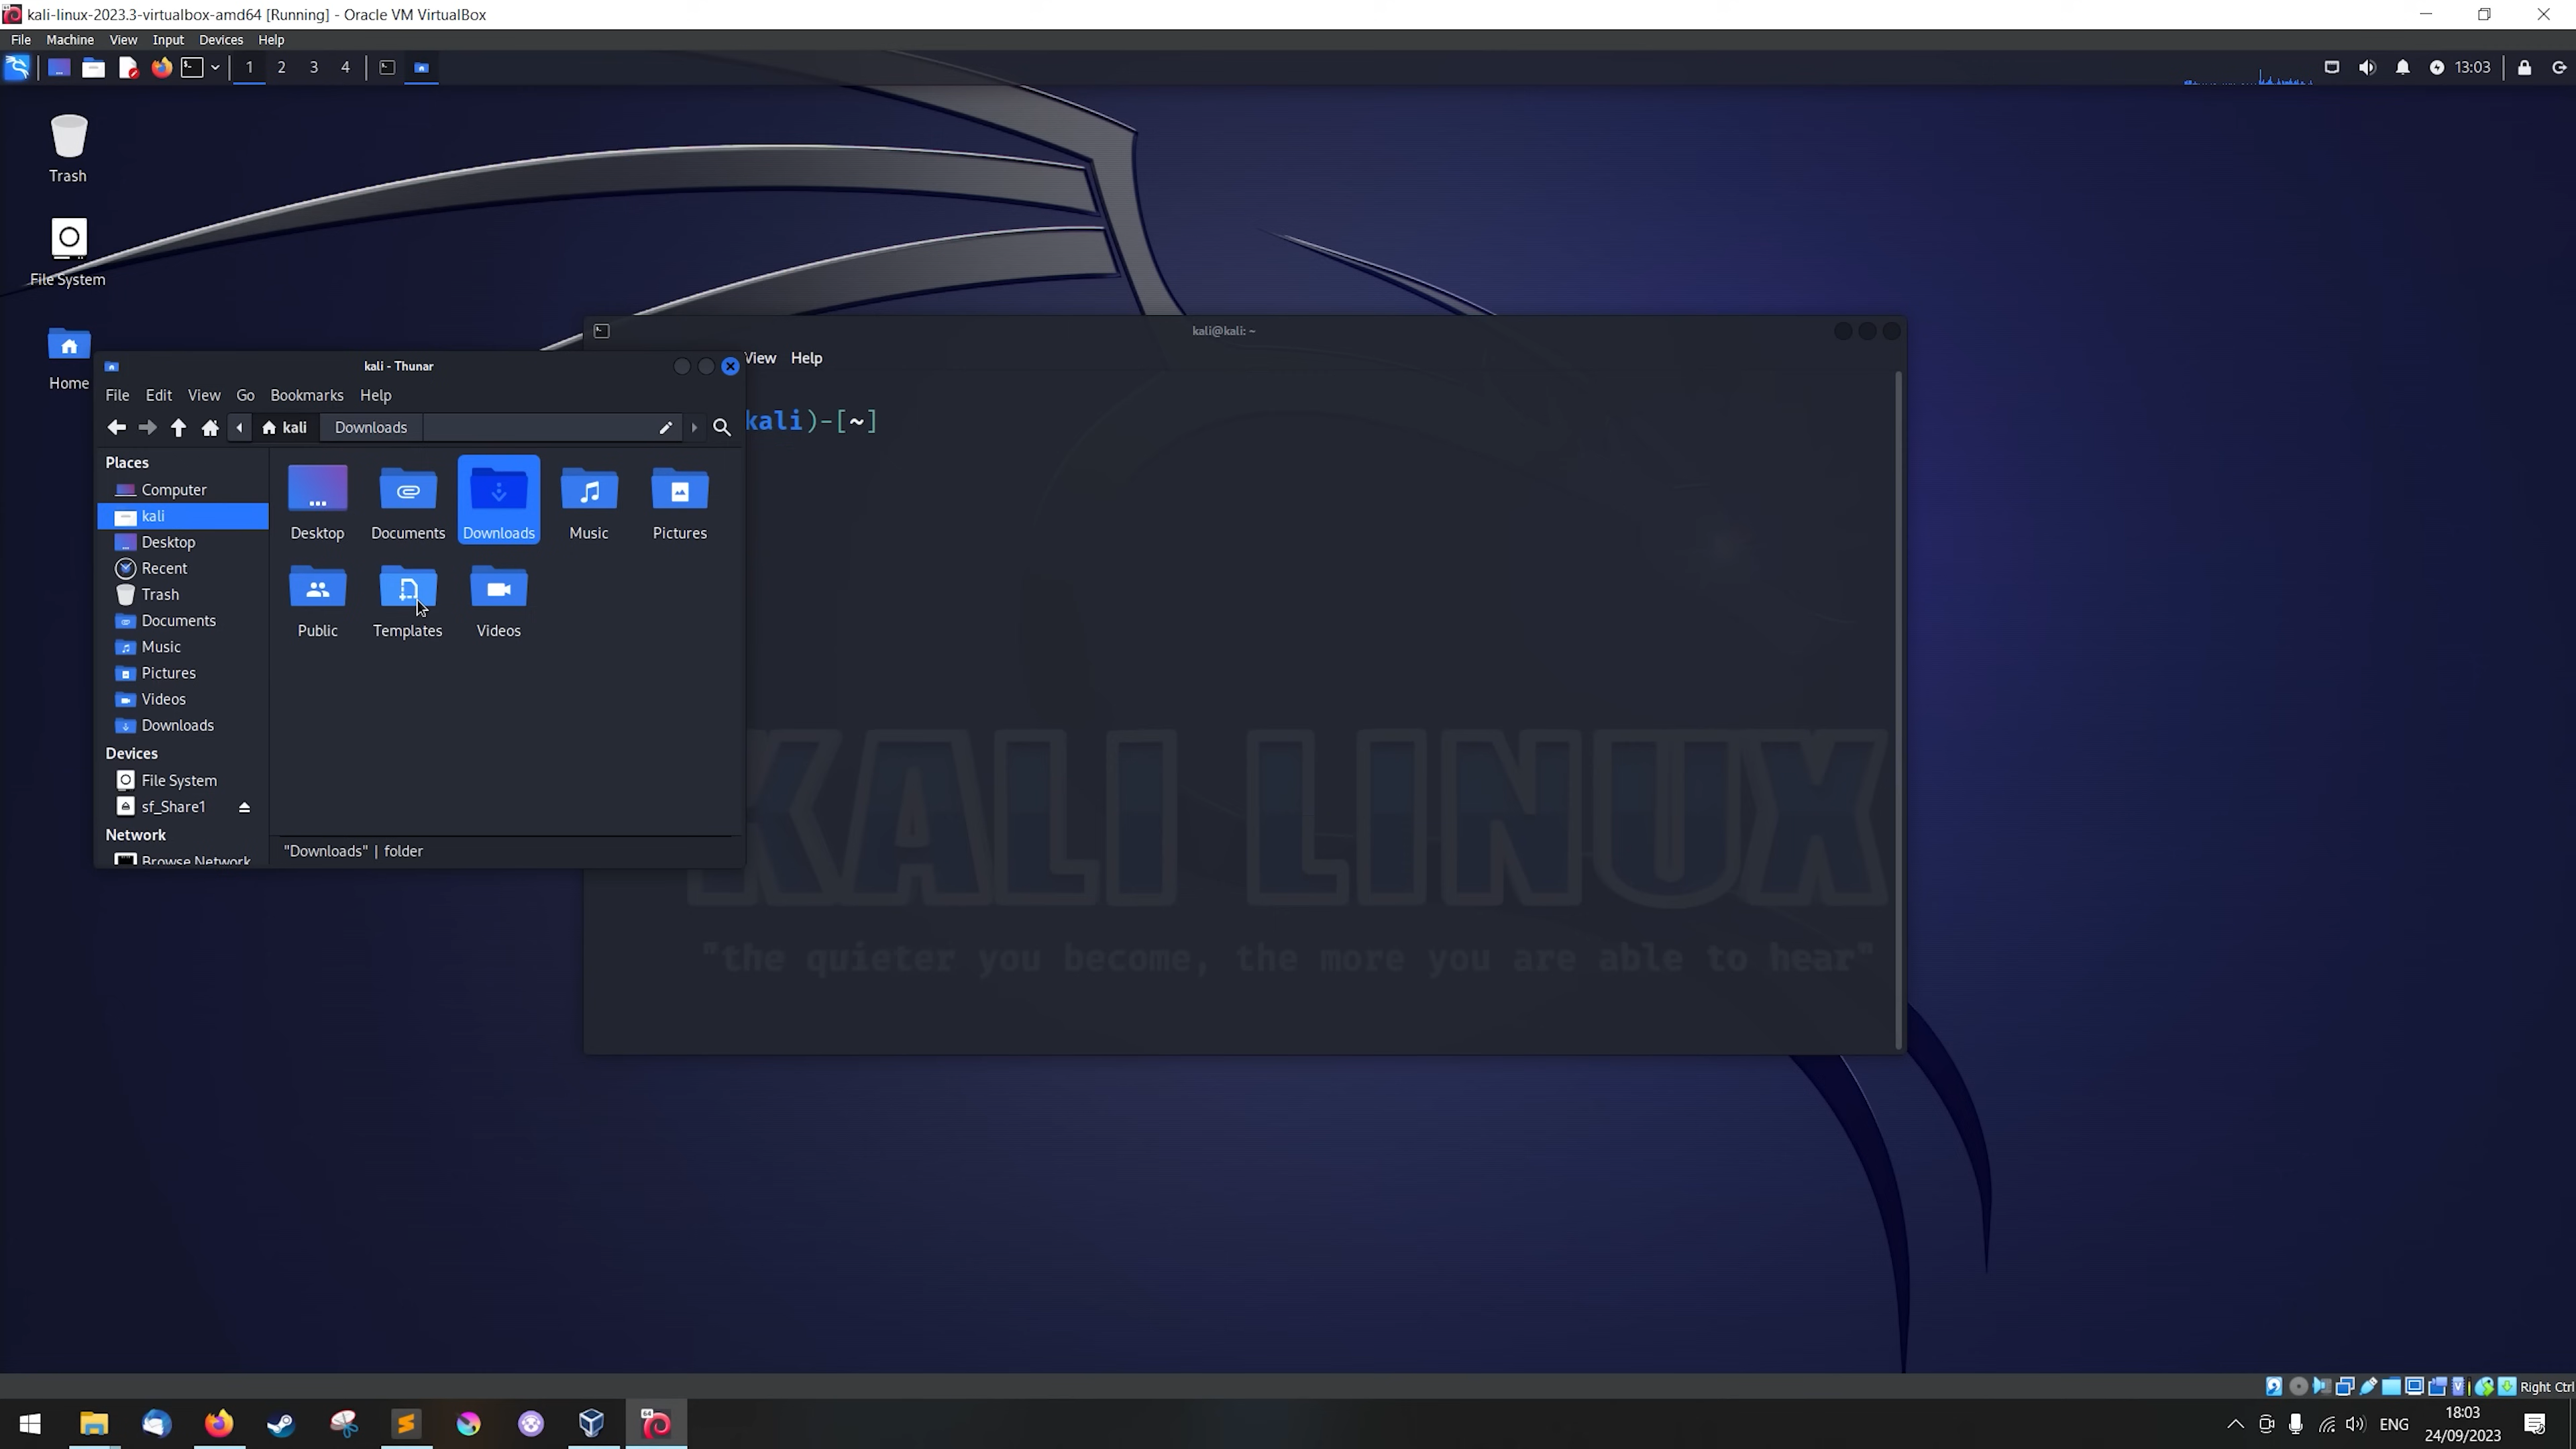 kali-linux-2023.3-virtualbox-amd64 [Running] - Oracle VM VirtualBox
File Machine View Input Devices Help
1 2 3 4
13:03
Trash
File System
Home
kali@kali: ~
View Help
kali)-[~]
kali - Thunar
File Edit View Go Bookmarks Help
kali Downloads
Places
Computer
kali
Desktop
Recent
Trash
Documents
Music
Pictures
Videos
Downloads
Devices
File System
sf_Share1
Network
Browse Network
Desktop Documents Downloads Music Pictures
Public Templates Videos
"Downloads" | folder
KALI LINUX
"the quieter you become, the more you are able to hear"
Right Ctrl
64
ENG
18:03
24/09/2023